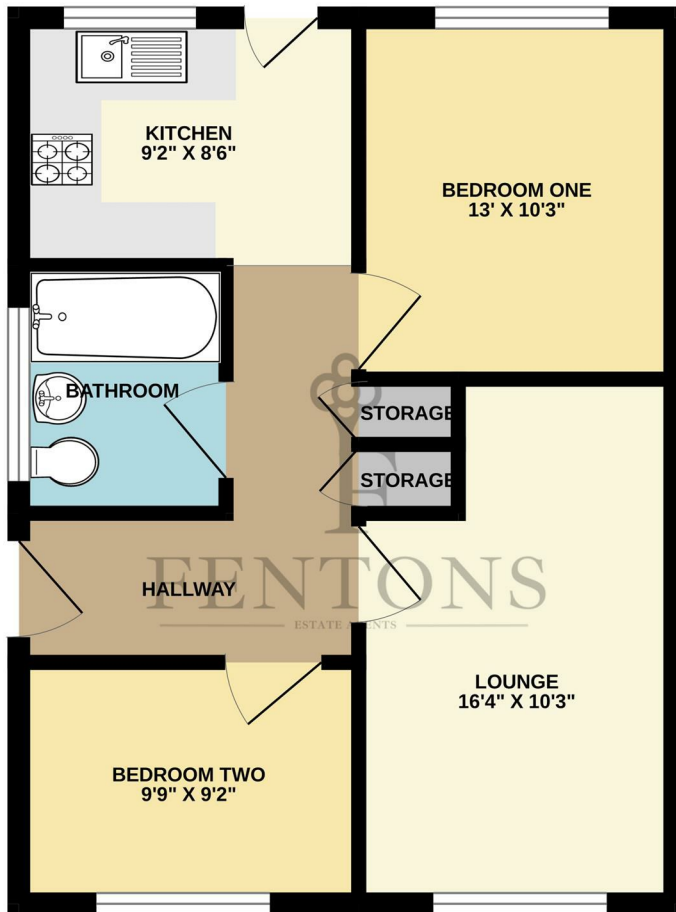 KITCHEN
9'2" X 8'6"
BEDROOM ONE
13' X 10'3"
BATHROOM
STORAGE
STORAGE
HALLWAY
FENTONS
ESTATE AGENTS
LOUNGE
16'4" X 10'3"
BEDROOM TWO
9'9" X 9'2"